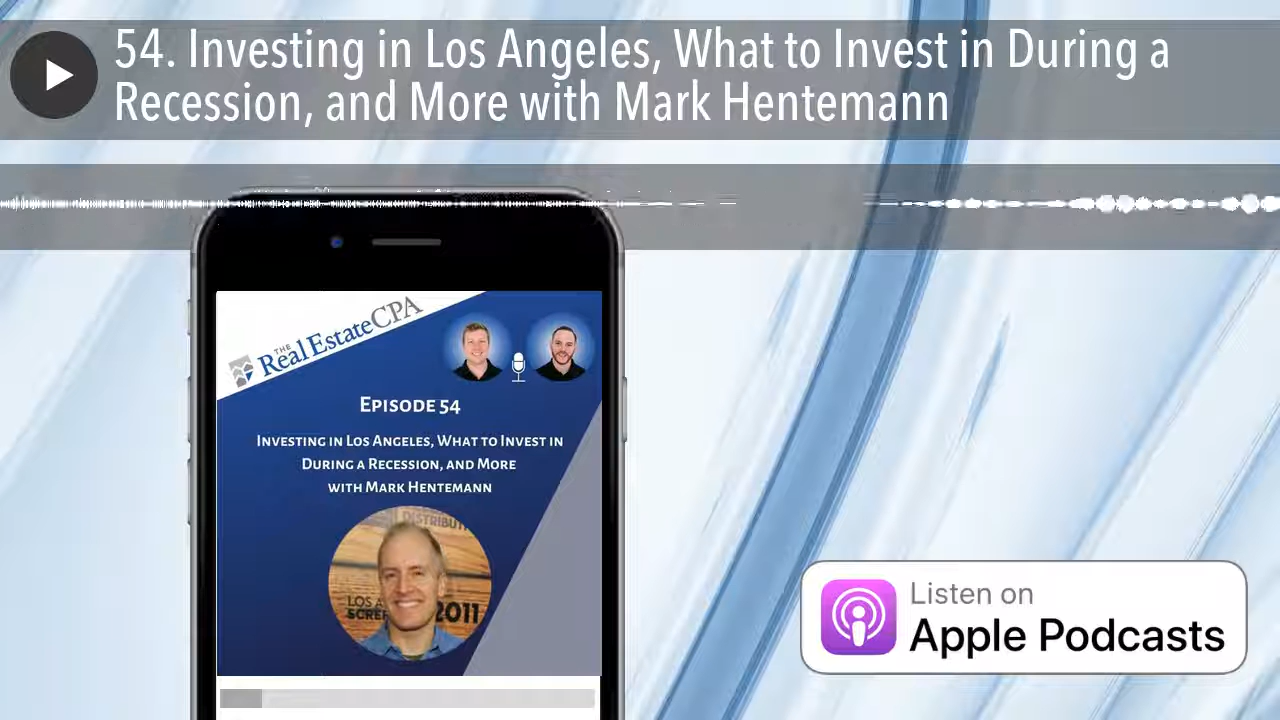 54. Investing in Los Angeles, What to Invest in During a
Recession, and More with Mark Hentemann
THE
Real Estate CPA
Episode 54
Investing in Los Angeles, What to Invest in
During a Recession, and More
with Mark Hentemann
LOS
2011
Listen on
Apple Podcasts